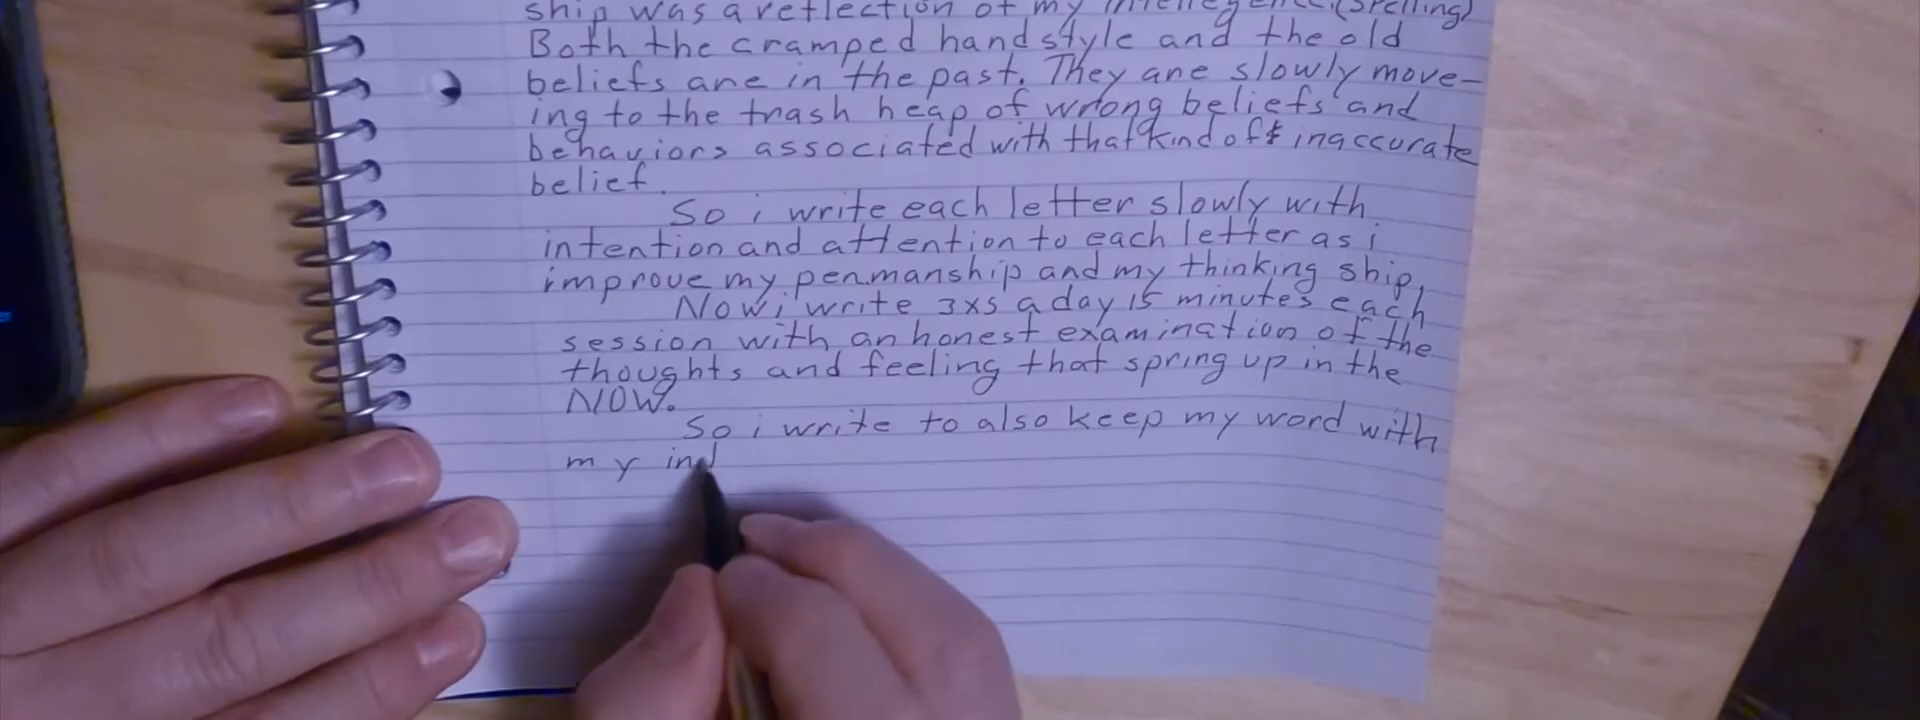 ship was a reflection of my intellegence (spelling)
Both the cramped handstyle and the old
beliefs are in the past. They are slowly move-
ing to the trash heap of wrong beliefs and
behaviors associated with that kind of inaccurate
belief.
So i write each letter slowly with
intention and attention to each letter as i
improve my penmanship and my thinking ship.
Now i write 3xs a day 15 minutes each
session with an honest examination of the
thoughts and feeling that spring up in the
NOW.
So i write to also keep my word with
my ind